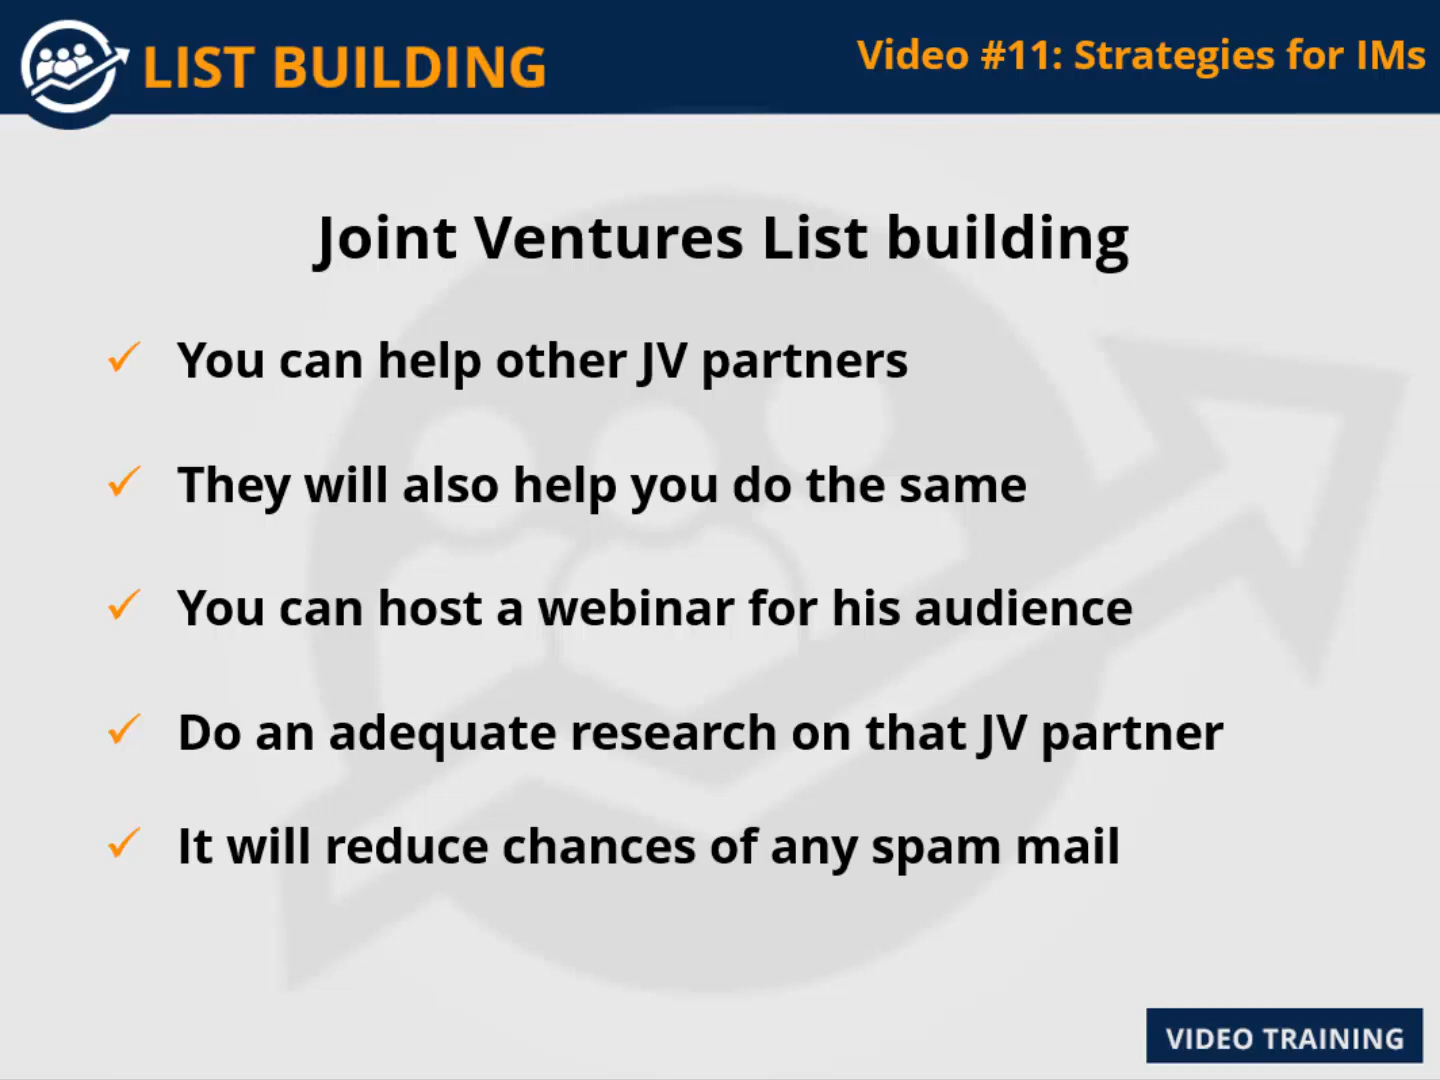 LIST BUILDING
Video #11: Strategies for IMs
Joint Ventures List building
You can help other JV partners
They will also help you do the same
You can host a webinar for his audience
Do an adequate research on that JV partner
It will reduce chances of any spam mail
VIDEO TRAINING